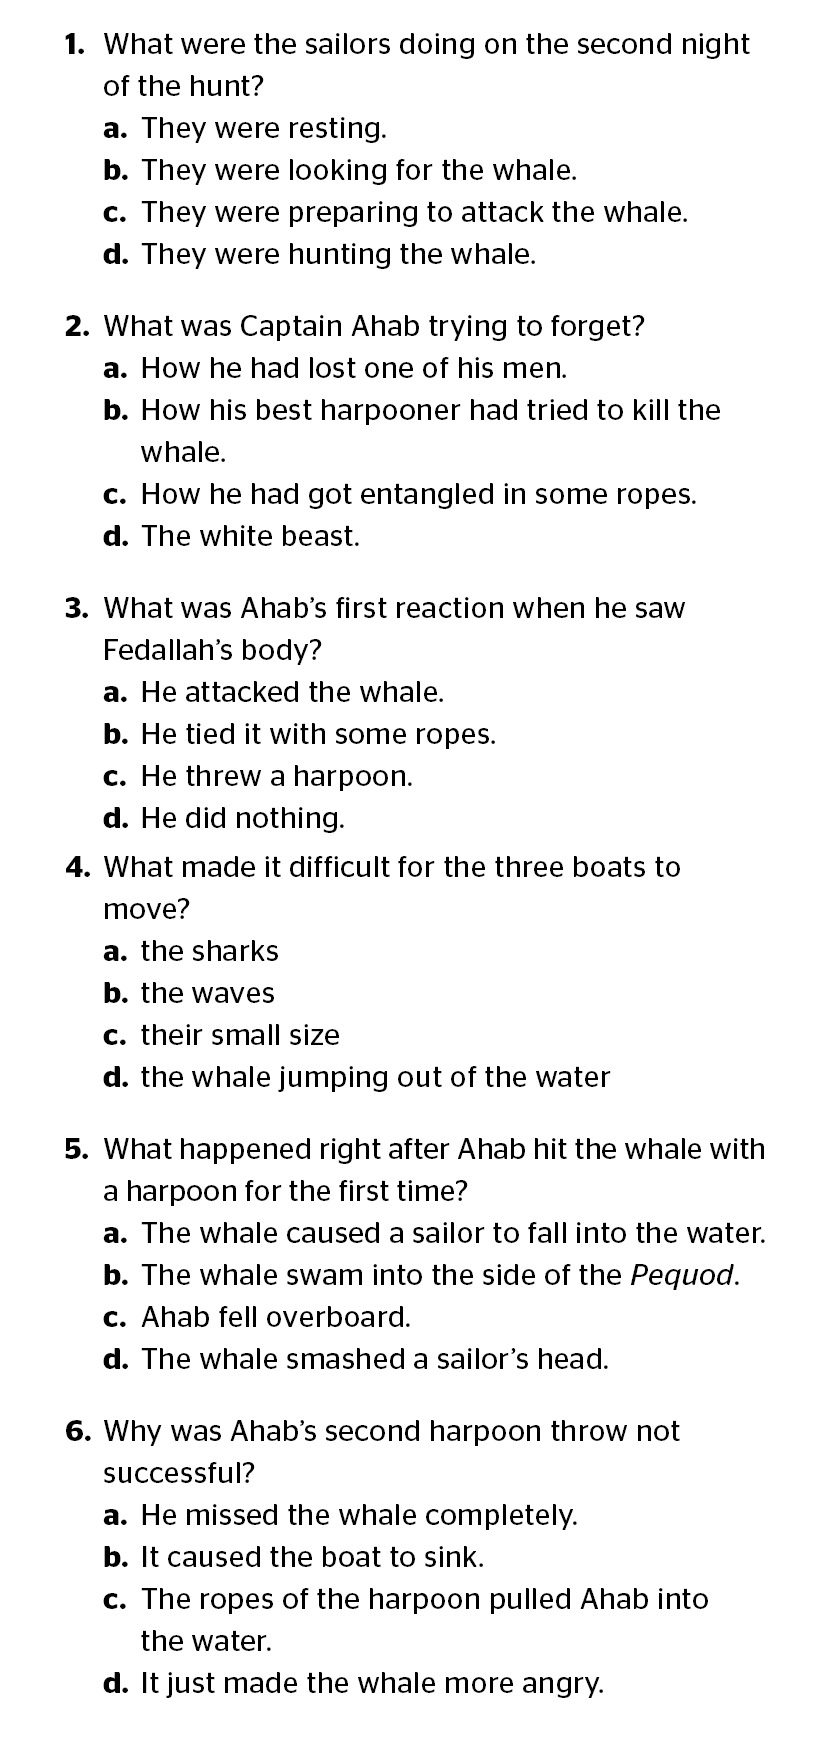 1. What were the sailors doing on the second night
of the hunt?
a. They were resting.
b. They were looking for the whale.
c. They were preparing to attack the whale.
d. They were hunting the whale.
2. What was Captain Ahab trying to forget?
a. How he had lost one of his men.
b. How his best harpooner had tried to kill the
whale.
c. How he had got entangled in some ropes.
d. The white beast.
3. What was Ahab’s first reaction when he saw
Fedallah’s body?
a. He attacked the whale.
b. He tied it with some ropes.
c. He threw a harpoon.
d. He did nothing.
4. What made it difficult for the three boats to
move?
a. the sharks
b. the waves
c. their small size
d. the whale jumping out of the water
5. What happened right after Ahab hit the whale with
a harpoon for the first time?
a. The whale caused a sailor to fall into the water.
b. The whale swam into the side of the Pequod.
c. Ahab fell overboard.
d. The whale smashed a sailor’s head.
6. Why was Ahab’s second harpoon throw not
successful?
a. He missed the whale completely.
b. It caused the boat to sink.
c. The ropes of the harpoon pulled Ahab into
the water.
d. It just made the whale more angry.